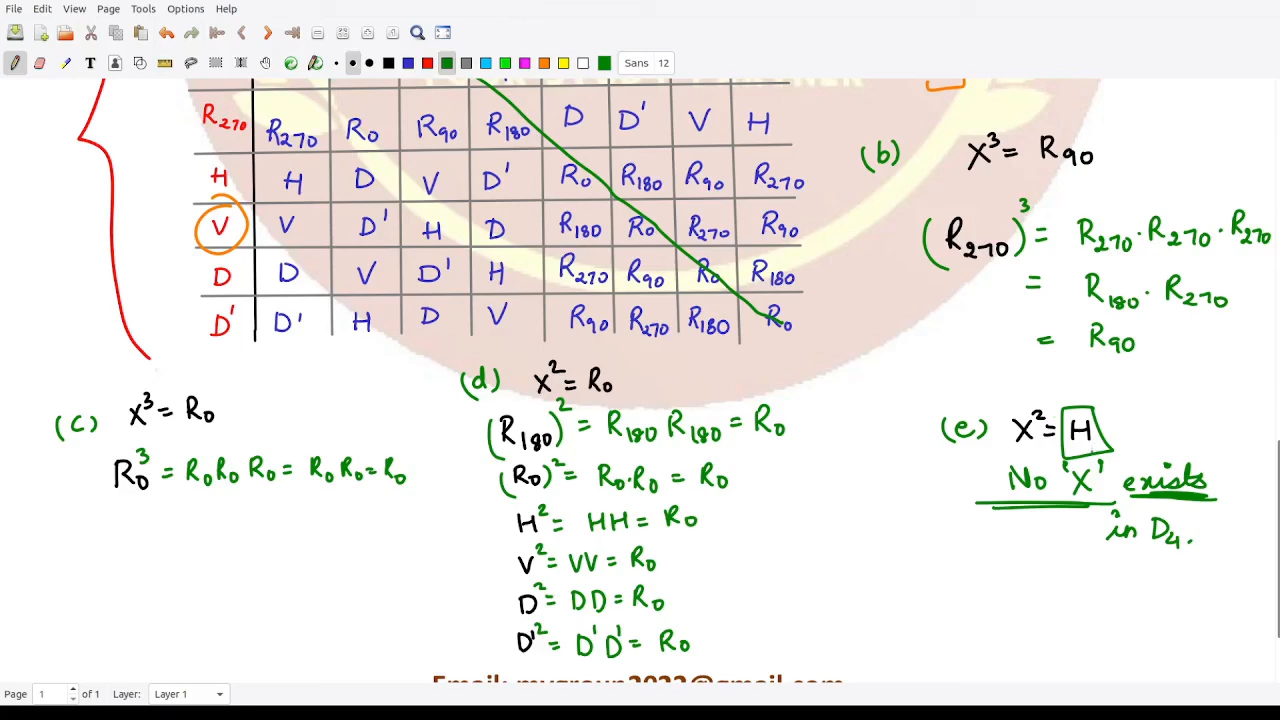 File Edit View Page Tools Options Help
Sans 12
R₂₇₀ R₂₇₀ R₀ R₉₀ R₁₈₀ D D' V H
H H D V D' R₀ R₁₈₀ R₉₀ R₂₇₀
V V D' H D R₁₈₀ R₀ R₂₇₀ R₉₀
D D V D' H R₂₇₀ R₉₀ R₀ R₁₈₀
D' D' H D V R₉₀ R₂₇₀ R₁₈₀ R₀
(b) X³ = R₉₀
(R₂₇₀)³ = R₂₇₀ · R₂₇₀ · R₂₇₀
= R₁₈₀ · R₂₇₀
= R₉₀
(c) X³ = R₀
R₀³ = R₀ R₀ R₀ = R₀ R₀ = R₀
(d) X² = R₀
(R₁₈₀)² = R₁₈₀ R₁₈₀ = R₀
(R₀)² = R₀ · R₀ = R₀
H² = HH = R₀
V² = VV = R₀
D² = DD = R₀
D'² = D' D' = R₀
(e) X² = H
No 'X' exists
in D₄.
Page 1 of 1 Layer: Layer 1